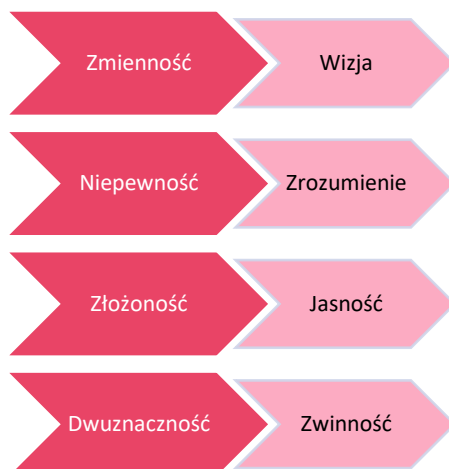 Zmienność
Wizja
Niepewność
Zrozumienie
Złożoność
Jasność
Dwuznaczność
Zwinność